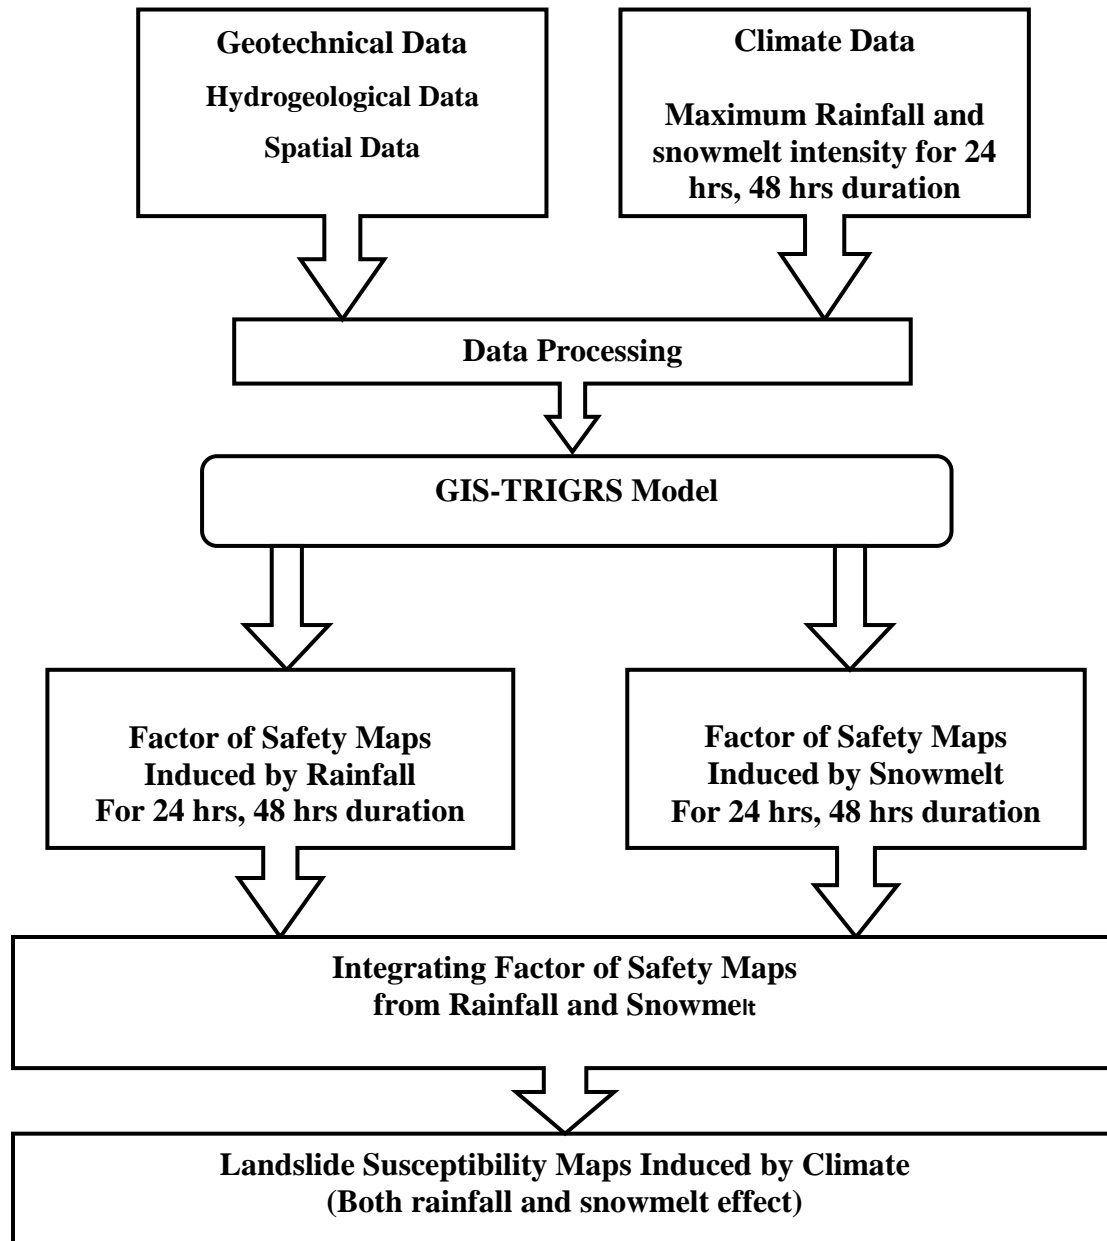 Geotechnical Data
Hydrogeological Data
Spatial Data
Climate Data
Maximum Rainfall and
snowmelt intensity for 24
hrs, 48 hrs duration
Data Processing
GIS-TRIGRS Model
Factor of Safety Maps
Induced by Rainfall
For 24 hrs, 48 hrs duration
Factor of Safety Maps
Induced by Snowmelt
For 24 hrs, 48 hrs duration
Integrating Factor of Safety Maps
from Rainfall and Snowmelt
Landslide Susceptibility Maps Induced by Climate
(Both rainfall and snowmelt effect)